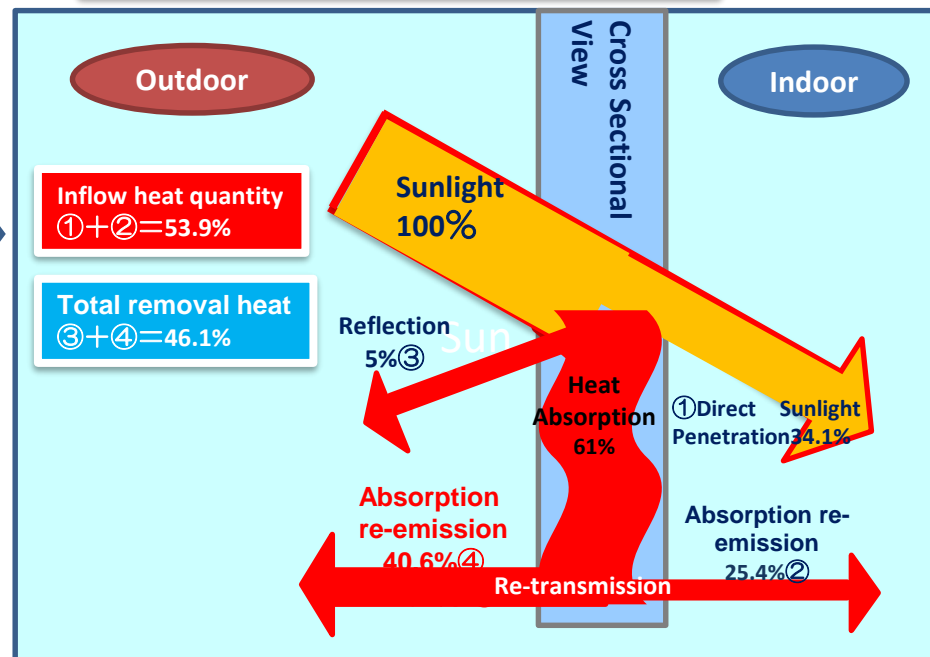 Outdoor
Cross Sectional
View
Indoor
Inflow heat quantity
①+②=53.9%
Total removal heat
③+④=46.1%
Sunlight
100%
Sun
Reflection
5%③
Heat
Absorption
61%
①Direct Sunlight
Penetration34.1%
Absorption
re-emission
40.6%④
Absorption re-
emission
25.4%②
Re-transmission